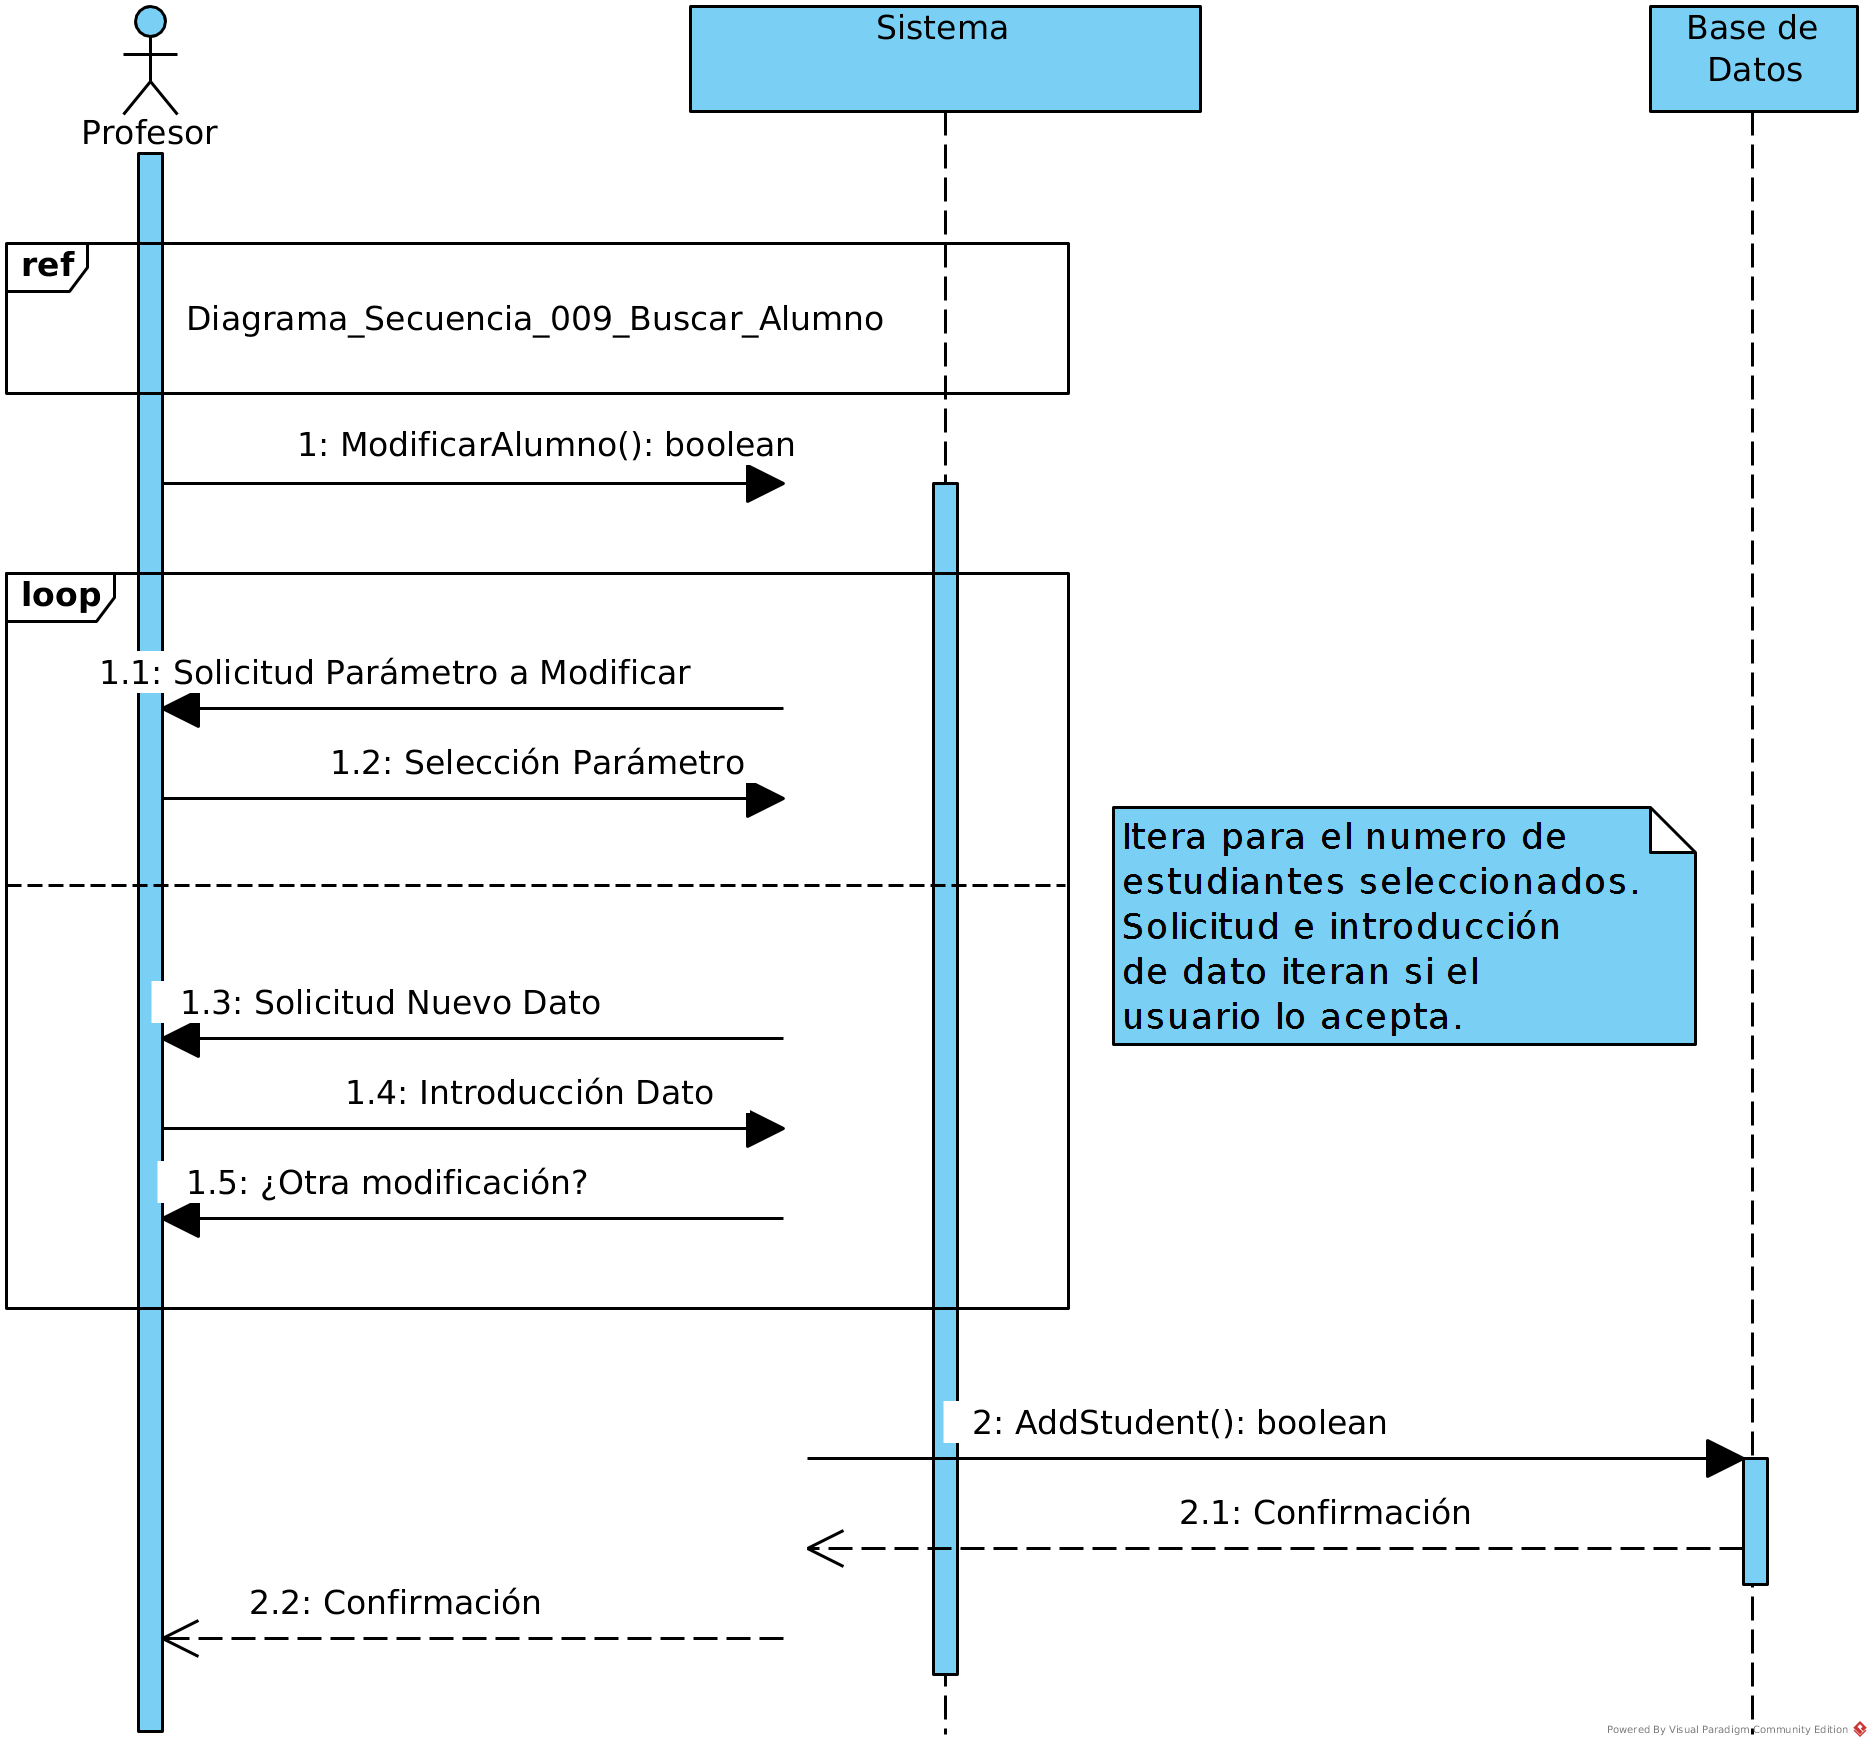 Profesor
Sistema
Base de
Datos
ref
Diagrama_Secuencia_009_Buscar_Alumno
1: ModificarAlumno(): boolean
loop
1.1: Solicitud Parámetro a Modificar
1.2: Selección Parámetro
Itera para el numero de
estudiantes seleccionados.
Solicitud e introducción
de dato iteran si el
usuario lo acepta.
1.3: Solicitud Nuevo Dato
1.4: Introducción Dato
1.5: ¿Otra modificación?
2: AddStudent(): boolean
2.1: Confirmación
2.2: Confirmación
Powered By Visual Paradigm Community Edition